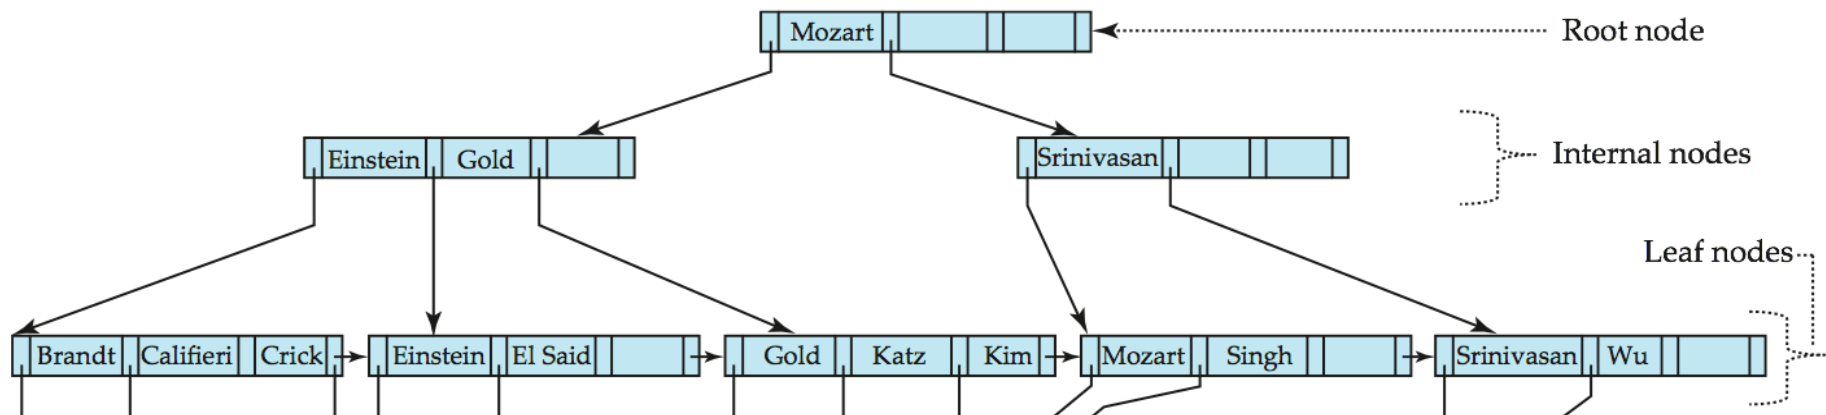 Mozart
Root node
Einstein Gold
Srinivasan
Internal nodes
Leaf nodes
Brandt Califieri Crick Einstein El Said Gold Katz Kim Mozart Singh Srinivasan Wu